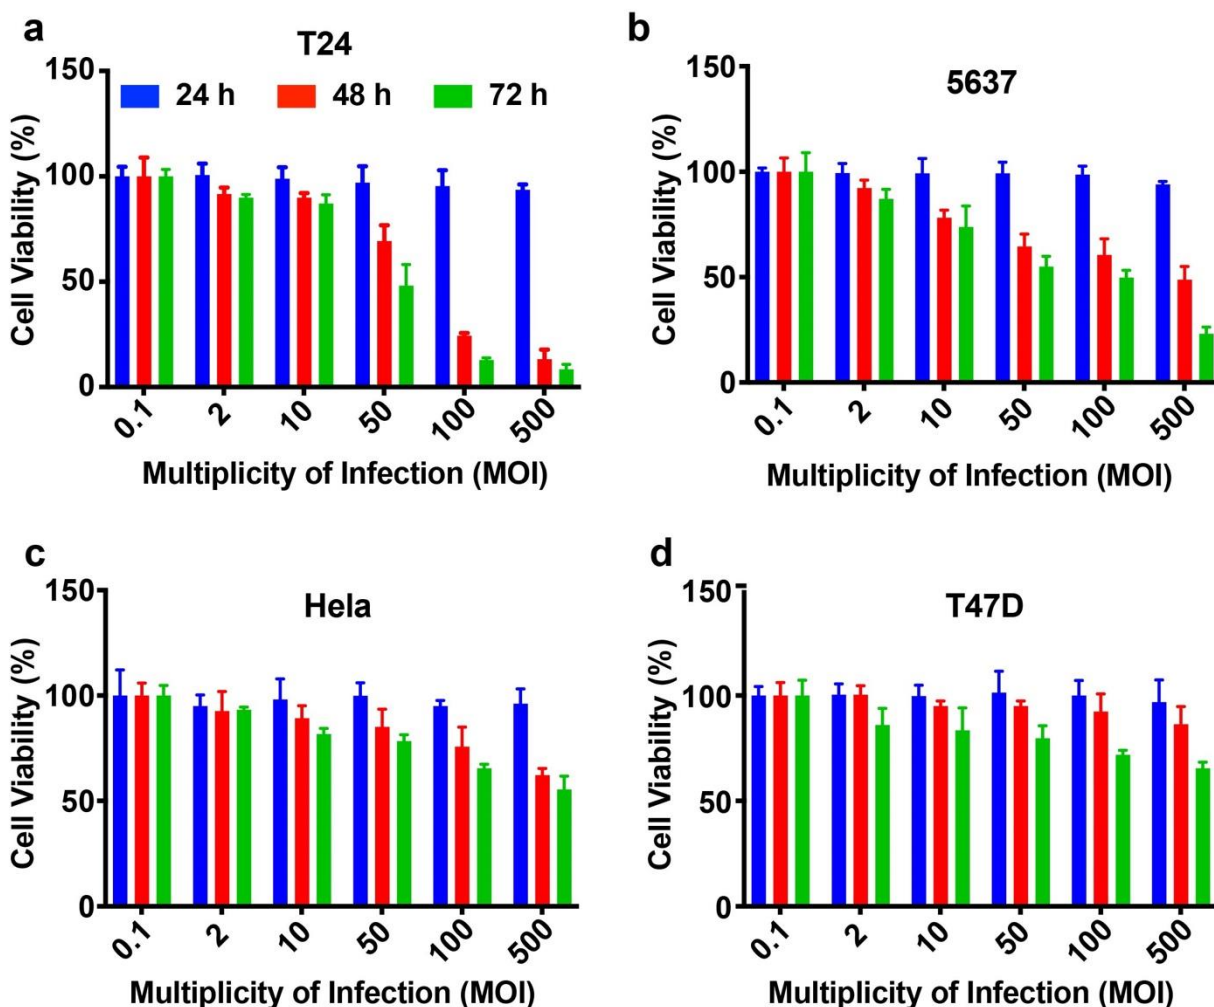 a
T24
24 h 48 h 72 h
150
100
50
0
Cell Viability (%)
0.1 2 10 50 100 500
Multiplicity of Infection (MOI)
b
5637
150
100
50
0
Cell Viability (%)
0.1 2 10 50 100 500
Multiplicity of Infection (MOI)
c
Hela
150
100
50
0
Cell Viability (%)
0.1 2 10 50 100 500
Multiplicity of Infection (MOI)
d
T47D
150
100
50
0
Cell Viability (%)
0.1 2 10 50 100 500
Multiplicity of Infection (MOI)